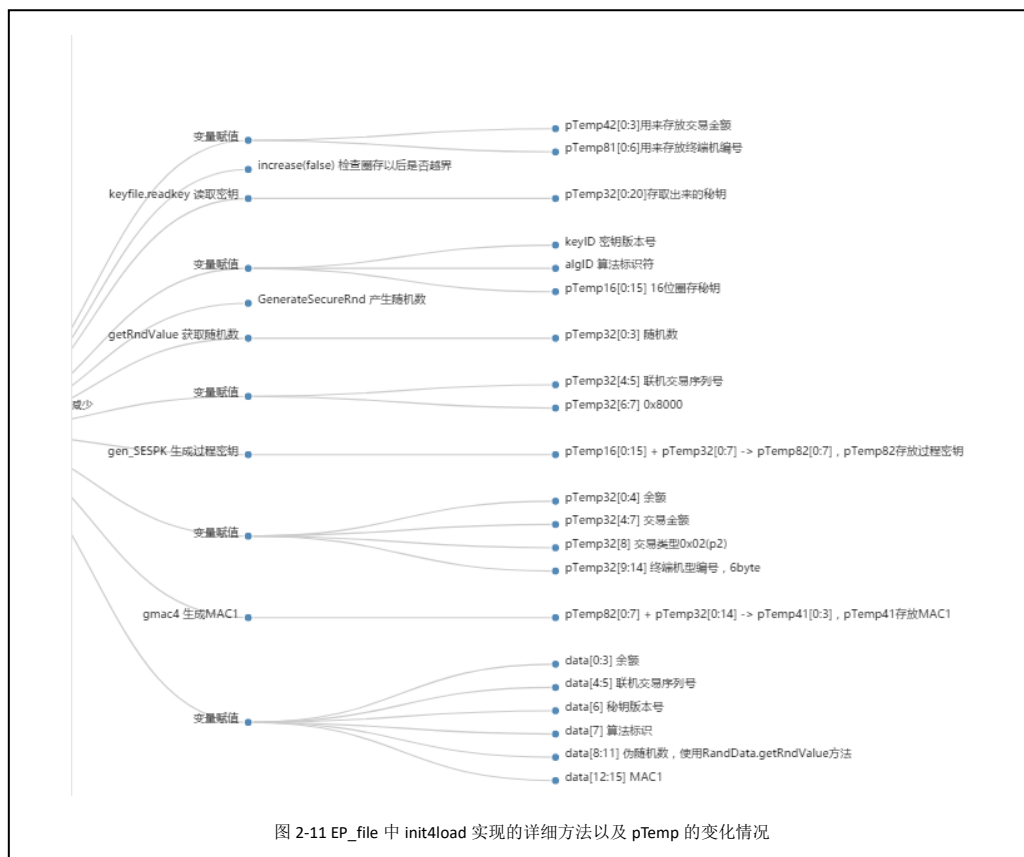 变量赋值
pTemp42[0:3]用来存放交易金额
pTemp81[0:6]用来存放终端机编号
increase(false) 检查圈存以后是否越界
keyfile.readkey 读取密钥
pTemp32[0:20]存取出来的秘钥
变量赋值
keyID 密钥版本号
algID 算法标识符
pTemp16[0:15] 16位圈存秘钥
GenerateSecureRnd 产生随机数
getRndValue 获取随机数
pTemp32[0:3] 随机数
变量赋值
pTemp32[4:5] 联机交易序列号
pTemp32[6:7] 0x8000
减少
gen_SESPK 生成过程密钥
pTemp16[0:15] + pTemp32[0:7] -> pTemp82[0:7] , pTemp82存放过程密钥
变量赋值
pTemp32[0:4] 余额
pTemp32[4:7] 交易金额
pTemp32[8] 交易类型0x02(p2)
pTemp32[9:14] 终端机型编号 , 6byte
gmac4 生成MAC1
pTemp82[0:7] + pTemp32[0:14] -> pTemp41[0:3] , pTemp41存放MAC1
变量赋值
data[0:3] 余额
data[4:5] 联机交易序列号
data[6] 秘钥版本号
data[7] 算法标识
data[8:11] 伪随机数 , 使用RandData.getRndValue方法
data[12:15] MAC1
图 2-11 EP_file 中 init4load 实现的详细方法以及 pTemp 的变化情况